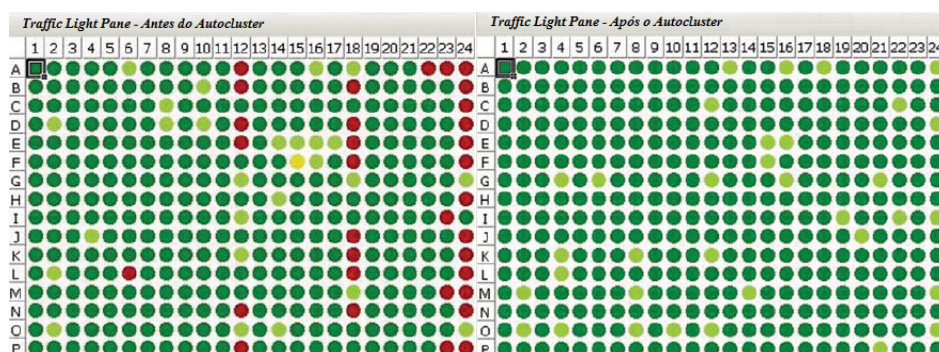 Traffic Light Pane - Antes do Autocluster
1 2 3 4 5 6 7 8 9 10 11 12 13 14 15 16 17 18 19 20 21 22 23 24
A
B
C
D
E
F
G
H
I
J
K
L
M
N
O
P
Traffic Light Pane - Após o Autocluster
1 2 3 4 5 6 7 8 9 10 11 12 13 14 15 16 17 18 19 20 21 22 23 24
A
B
C
D
E
F
G
H
I
J
K
L
M
N
O
P